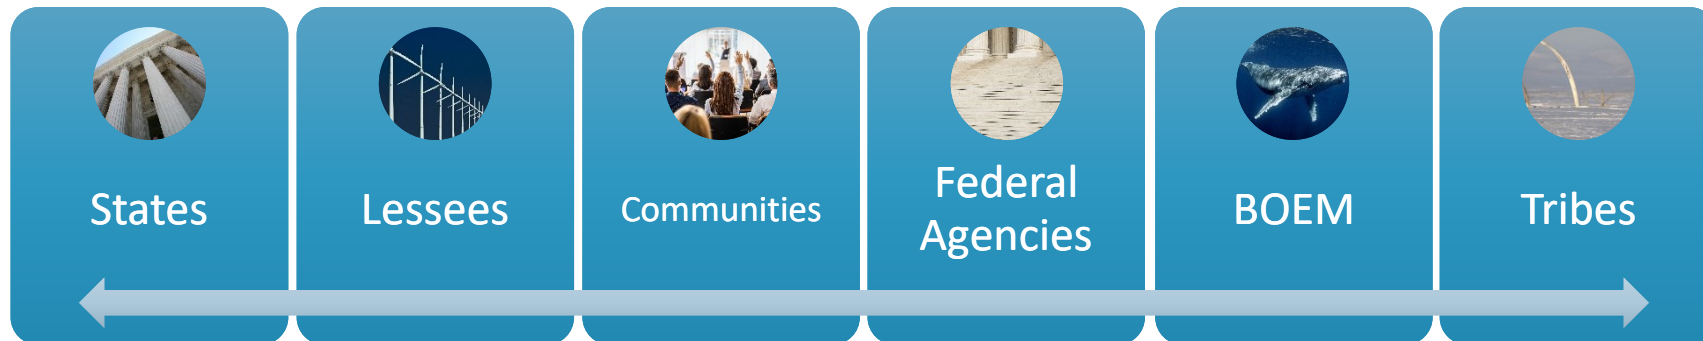 States
Lessees
Communities
Federal
Agencies
BOEM
Tribes